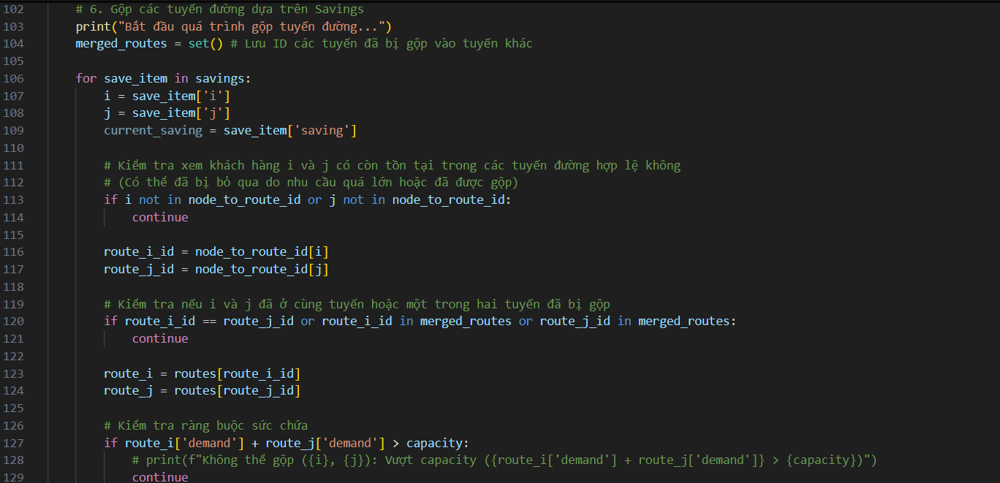 102 # 6. Gộp các tuyến đường dựa trên Savings
103 print("Bắt đầu quá trình gộp tuyến đường...")
104 merged_routes = set() # Lưu ID các tuyến đã bị gộp vào tuyến khác
105
106 for save_item in savings:
107 i = save_item['i']
108 j = save_item['j']
109 current_saving = save_item['saving']
110
111 # Kiểm tra xem khách hàng i và j có còn tồn tại trong các tuyến đường hợp lệ không
112 # (Có thể đã bị bỏ qua do nhu cầu quá lớn hoặc đã được gộp)
113 if i not in node_to_route_id or j not in node_to_route_id:
114 continue
115
116 route_i_id = node_to_route_id[i]
117 route_j_id = node_to_route_id[j]
118
119 # Kiểm tra nếu i và j đã ở cùng tuyến hoặc một trong hai tuyến đã bị gộp
120 if route_i_id == route_j_id or route_i_id in merged_routes or route_j_id in merged_routes:
121 continue
122
123 route_i = routes[route_i_id]
124 route_j = routes[route_j_id]
125
126 # Kiểm tra ràng buộc sức chứa
127 if route_i['demand'] + route_j['demand'] > capacity:
128 # print(f"Không thể gộp ({i}, {j}): Vượt capacity ({route_i['demand'] + route_j['demand']} > {capacity})")
129 continue